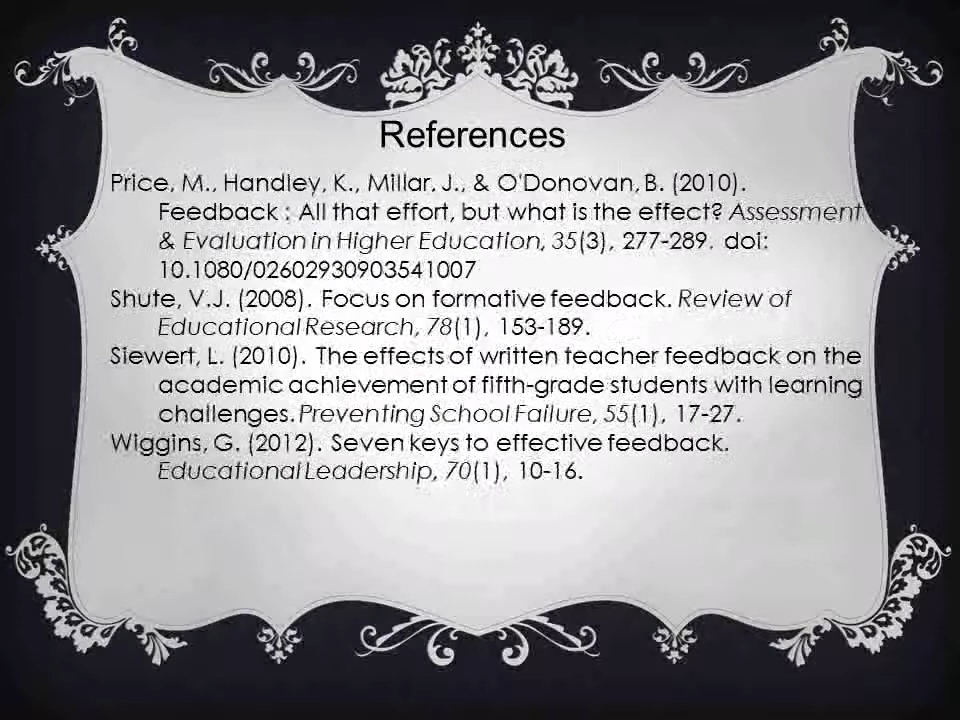 References
Price, M., Handley, K., Millar, J., & O'Donovan, B. (2010).
Feedback : All that effort, but what is the effect? Assessment
& Evaluation in Higher Education, 35(3), 277-289. doi:
10.1080/02602930903541007
Shute, V.J. (2008). Focus on formative feedback. Review of
Educational Research, 78(1), 153-189.
Siewert, L. (2010). The effects of written teacher feedback on the
academic achievement of fifth-grade students with learning
challenges. Preventing School Failure, 55(1), 17-27.
Wiggins, G. (2012). Seven keys to effective feedback.
Educational Leadership, 70(1), 10-16.